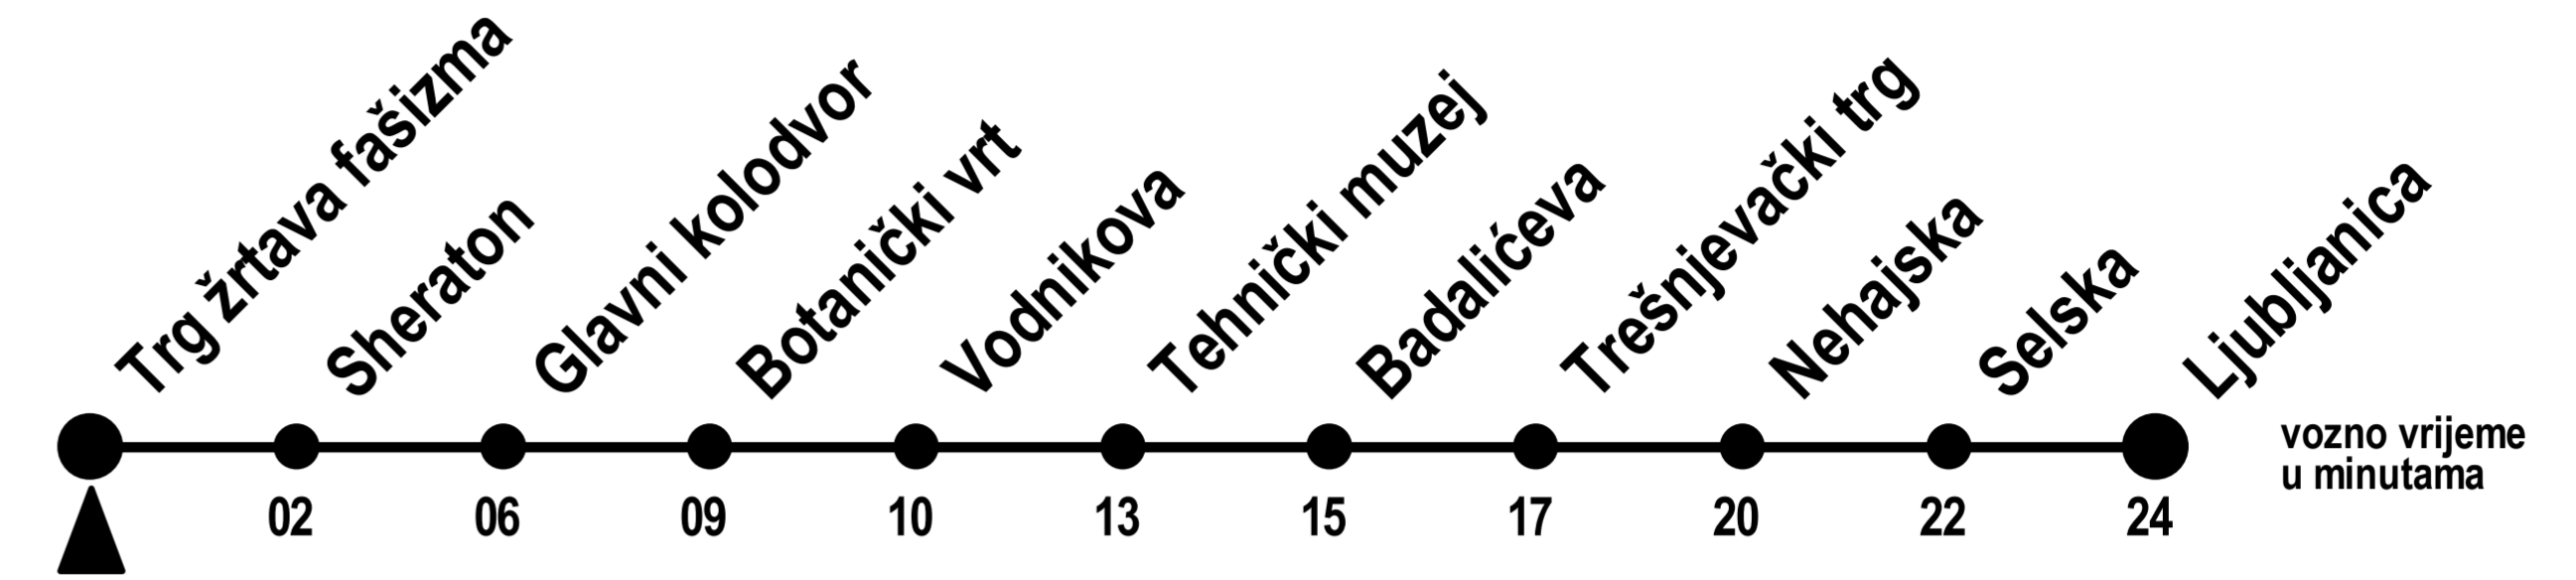 Trg žrtava fašizma
Sheraton
Glavni kolodvor
Botanički vrt
Vodnikova
Tehnički muzej
Badalićeva
Trešnjevački trg
Nehajska
Selska
Ljubljanica
vozno vrijeme
u minutama
02 06 09 10 13 15 17 20 22 24